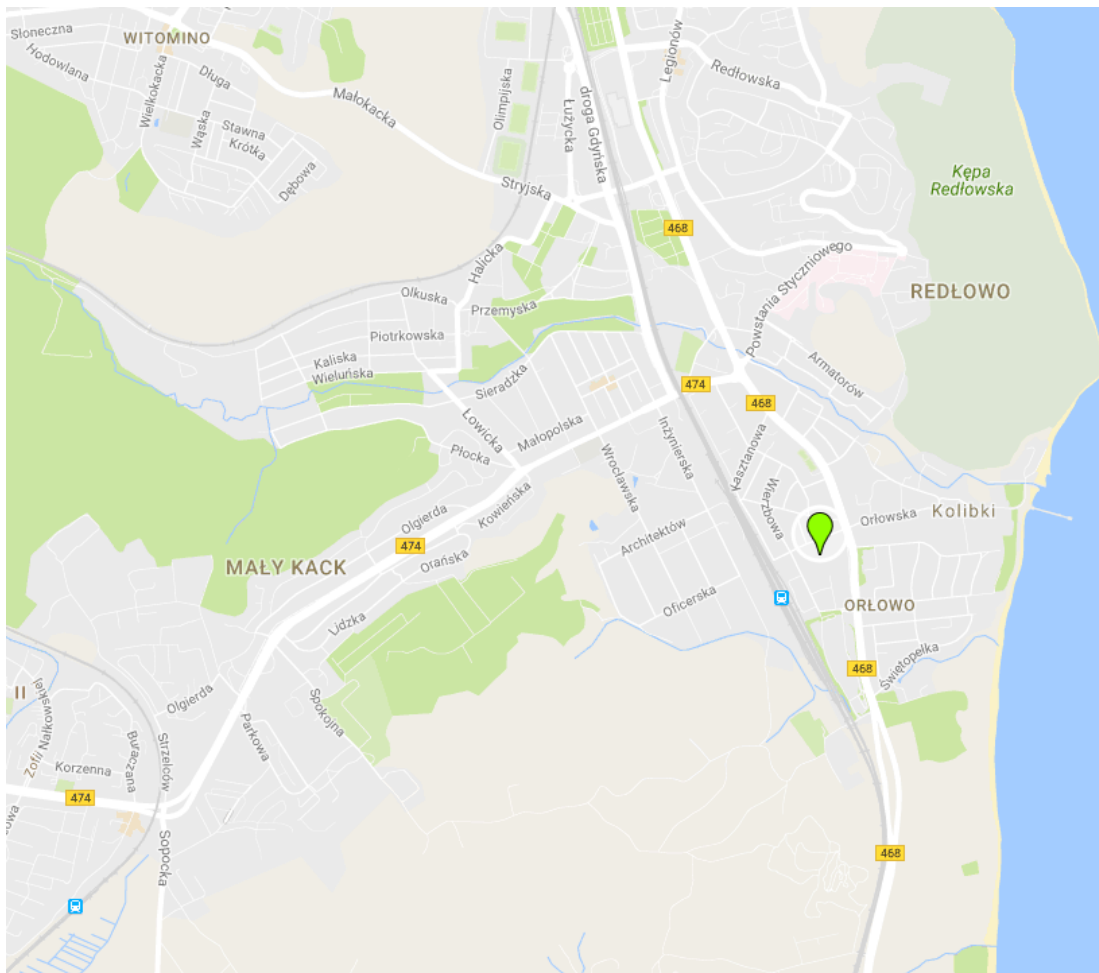 Słoneczna
WITOMINO
Hodowlana
Długa
Wielkokacka
Wąska
Stawna
Krótka
Dębowa
Małokacka
Olimpijska
Łużycka
droga Gdyńska
Legionów
Redłowska
Stryjska
Kępa
Redłowska
468
Halicka
Powstania Styczniowego
REDŁOWO
Olkuska
Przemyska
Piotrkowska
Kaliska
Wieluńska
Sieradzka
Armatorów
474
468
Łowicka
Małopolska
Płocka
Inżynierska
Kasztanowa
Wrocławska
Wierzbowa
Kowieńska
Olgierda
Orłowska
Kolibki
Architektów
474
Orańska
MAŁY KACK
Oficerska
ORŁOWO
Lidzka
Świętopełka
468
II
Olgierda
Zofii Nałkowskiej
Spokojna
Parkowa
Buraczana
Strzelców
Korzenna
474
Sopocka
468